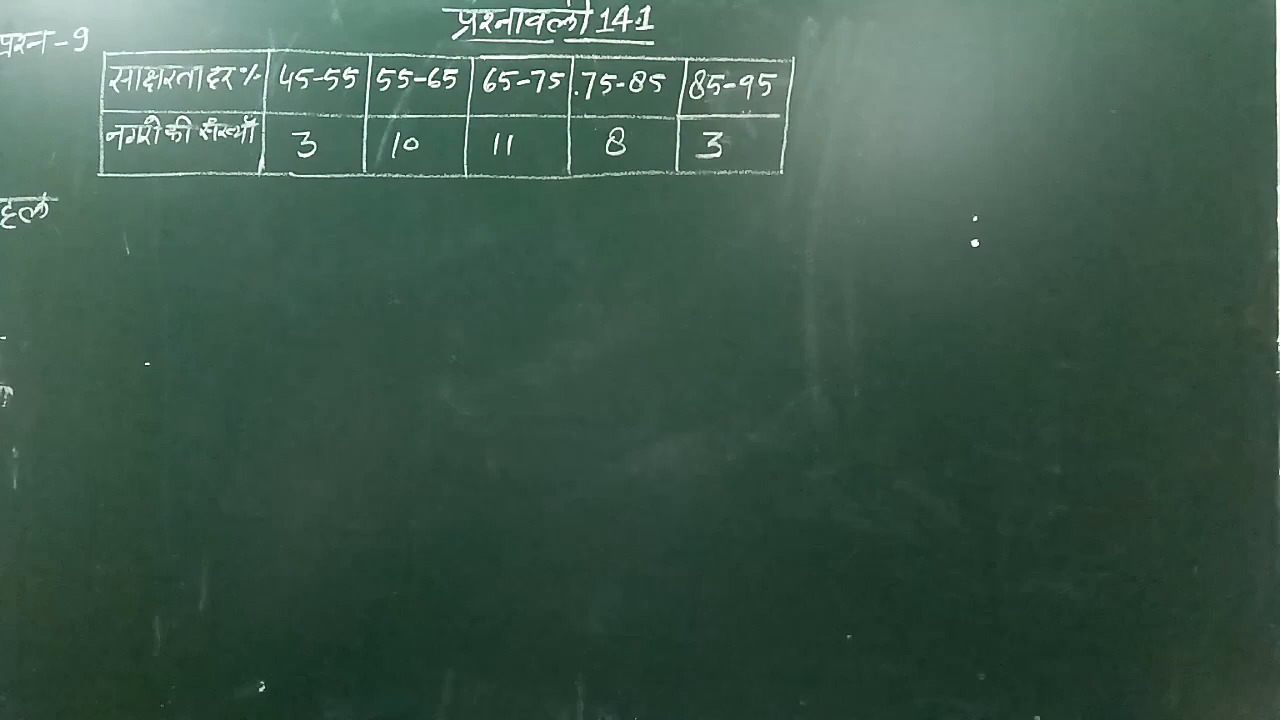 प्रश्नावली 14.1
प्रश्न - 9
साक्षरता दर % 45-55 55-65 65-75 75-85 85-95
नगरों की संख्याँ 3 10 11 8 3
हल